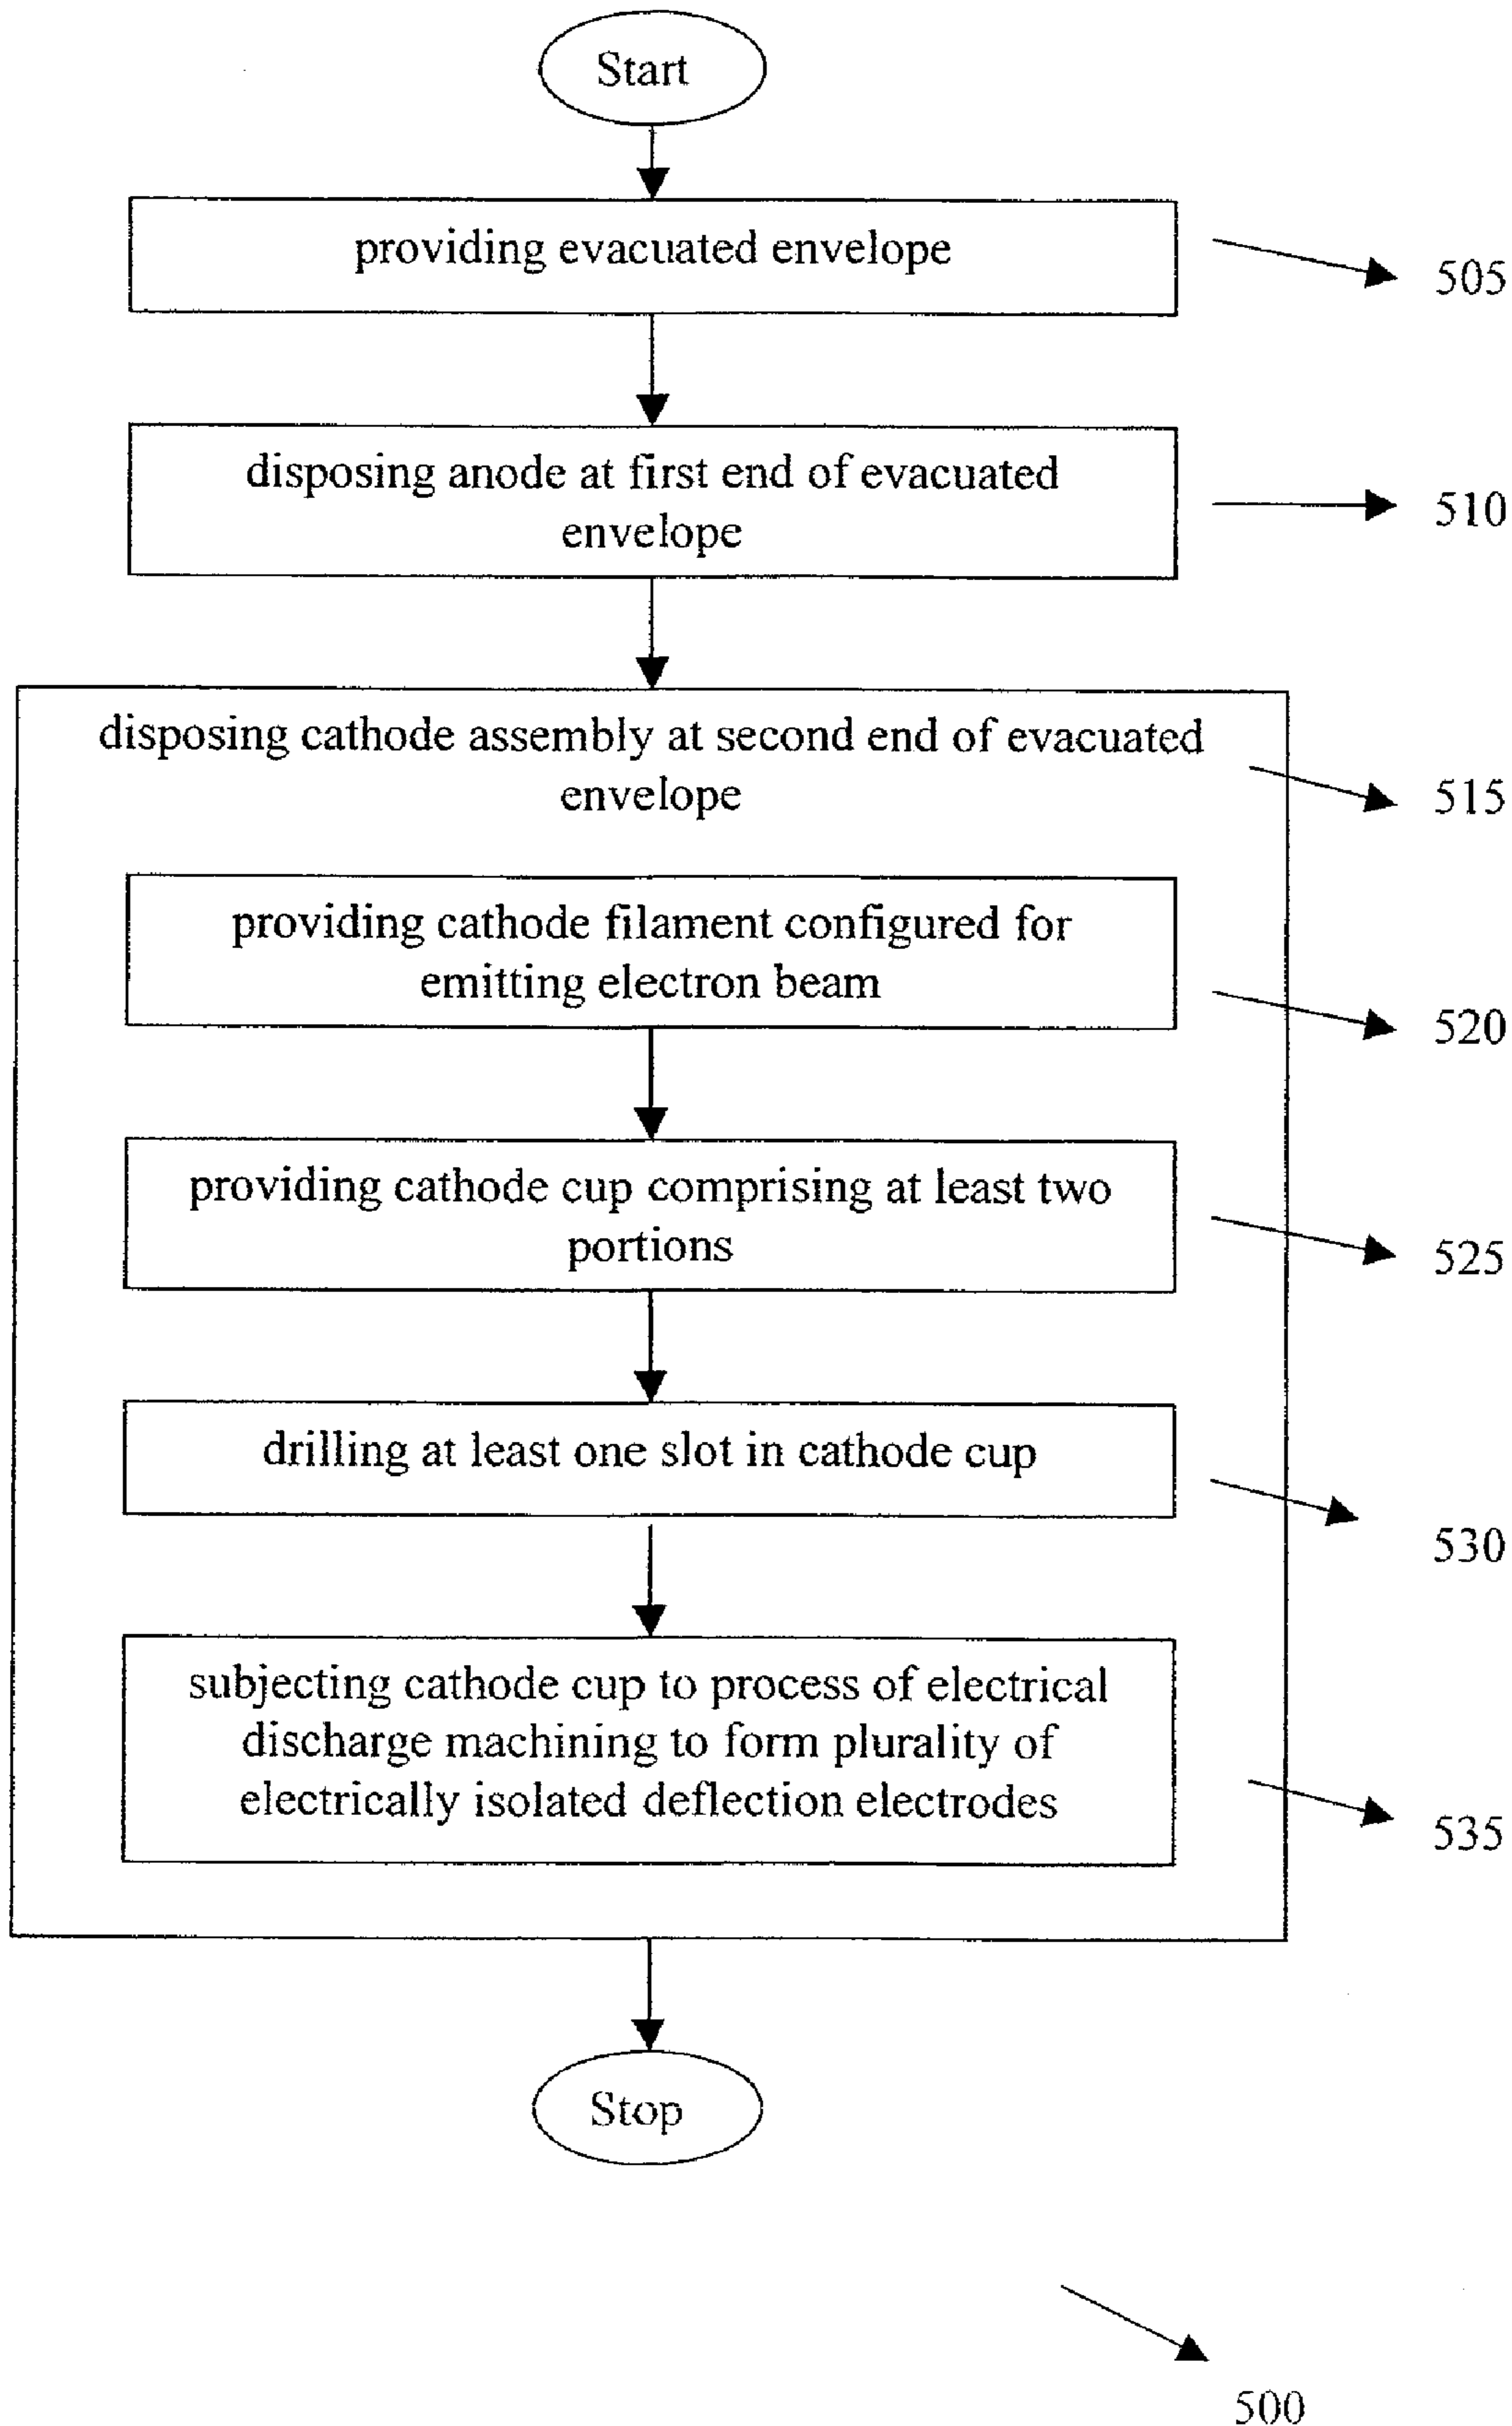 Start
providing evacuated envelope
505
disposing anode at first end of evacuated
envelope
510
disposing cathode assembly at second end of evacuated
envelope
515
providing cathode filament configured for
emitting electron beam
520
providing cathode cup comprising at least two
portions
525
drilling at least one slot in cathode cup
530
subjecting cathode cup to process of electrical
discharge machining to form plurality of
electrically isolated deflection electrodes
535
Stop
500